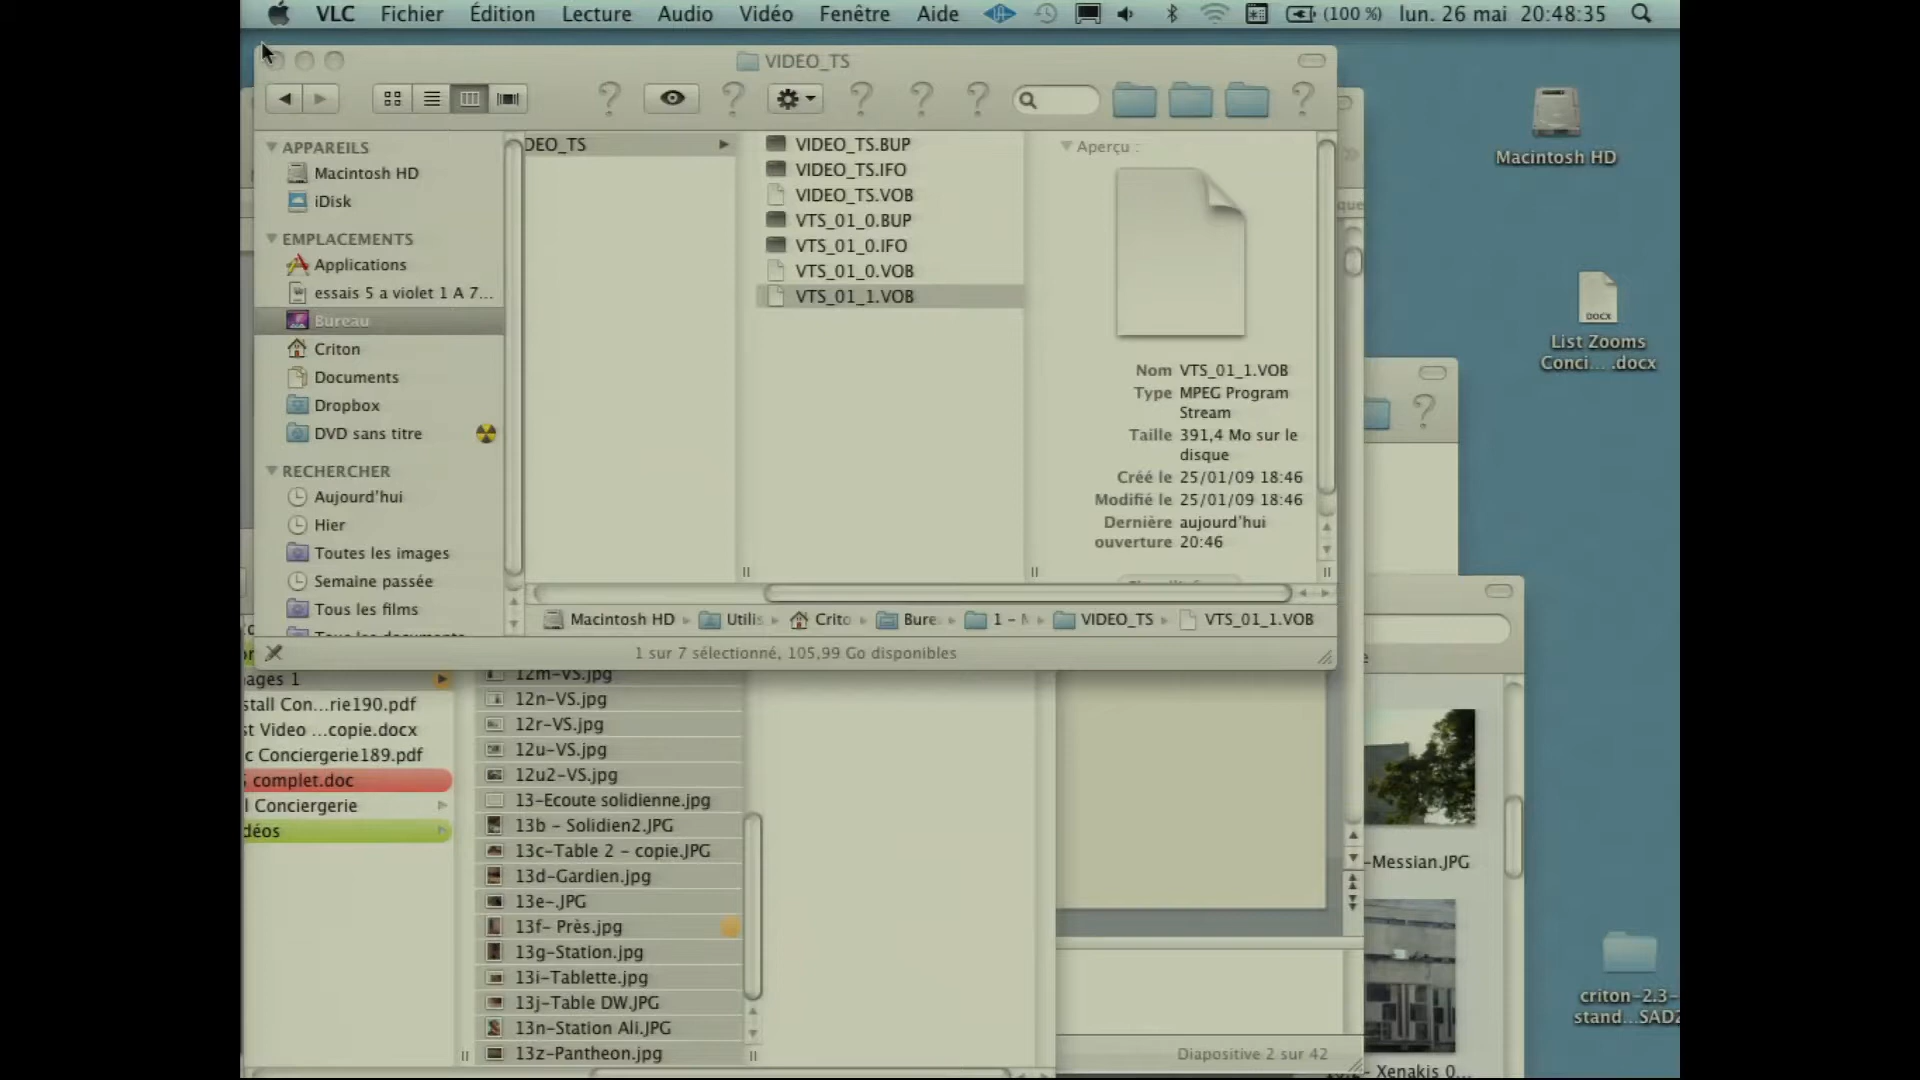 VLC Fichier Édition Lecture Audio Vidéo Fenêtre Aide (100 %) lun. 26 mai 20:48:35
VIDEO_TS
APPAREILS
Macintosh HD
iDisk
EMPLACEMENTS
Applications
essais 5 a violet 1 A 7...
Bureau
Criton
Documents
Dropbox
DVD sans titre
RECHERCHER
Aujourd'hui
Hier
Toutes les images
Semaine passée
Tous les films
DEO_TS
VIDEO_TS.BUP
VIDEO_TS.IFO
VIDEO_TS.VOB
VTS_01_0.BUP
VTS_01_0.IFO
VTS_01_0.VOB
VTS_01_1.VOB
Aperçu :
Nom VTS_01_1.VOB
Type MPEG Program
Stream
Taille 391,4 Mo sur le
disque
Créé le 25/01/09 18:46
Modifié le 25/01/09 18:46
Dernière aujourd'hui
ouverture 20:46
Macintosh HD Utilis Crito Bure 1 - VIDEO_TS VTS_01_1.VOB
1 sur 7 sélectionné, 105,99 Go disponibles
ages 1
stall Con...rie190.pdf
st Video ...copie.docx
c Conciergerie189.pdf
complet.doc
l Conciergerie
déos
12m-VS.jpg
12n-VS.jpg
12r-VS.jpg
12u-VS.jpg
12u2-VS.jpg
13-Ecoute solidienne.jpg
13b - Solidien2.JPG
13c-Table 2 - copie.JPG
13d-Gardien.jpg
13e-.JPG
13f- Près.jpg
13g-Station.jpg
13i-Tablette.jpg
13j-Table DW.JPG
13n-Station Ali.JPG
13z-Pantheon.jpg
Diapositive 2 sur 42
que
-Messian.JPG
- Xenakis 0...
Macintosh HD
DOCX
List Zooms
Conci... .docx
criton-2.3-
stand...SAD2